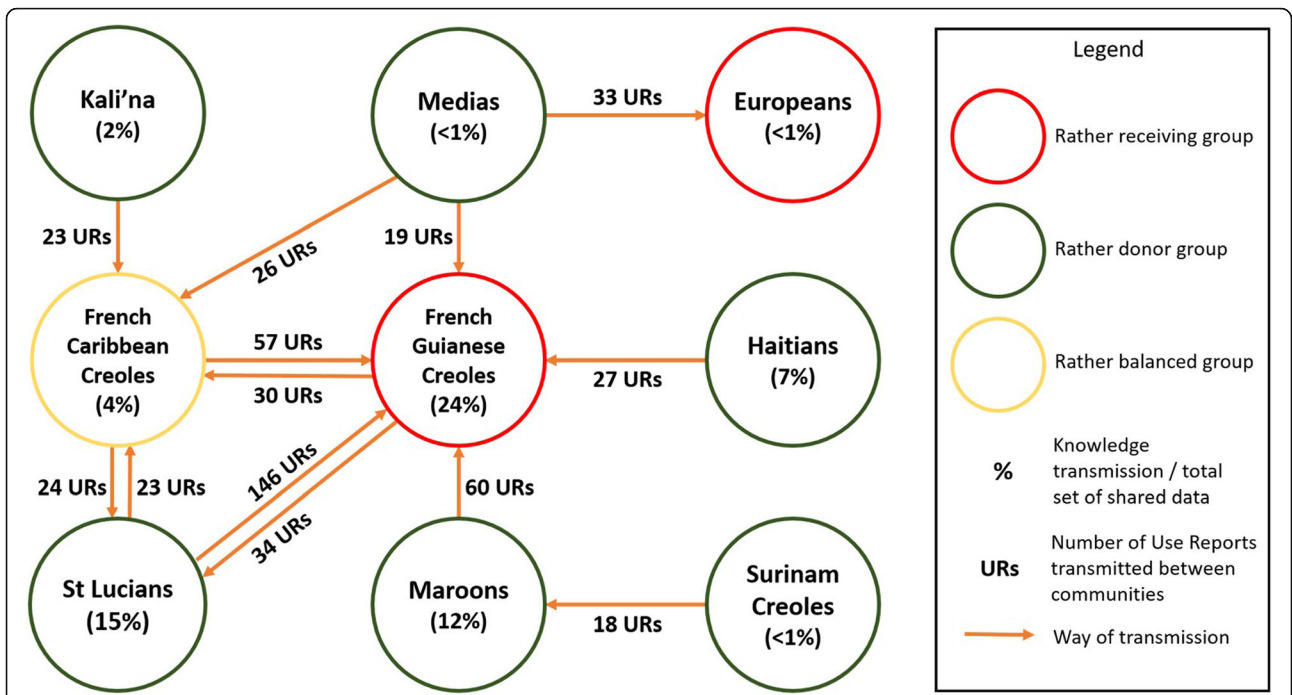 Kali'na
(2%)
Medias
(<1%)
33 URs
Europeans
(<1%)
23 URs
26 URs
19 URs
French
Caribbean
Creoles
(4%)
57 URs
30 URs
French
Guianese
Creoles
(24%)
27 URs
Haitians
(7%)
24 URs
23 URs
146 URs
34 URs
60 URs
St Lucians
(15%)
Maroons
(12%)
18 URs
Surinam
Creoles
(<1%)
Legend
Rather receiving group
Rather donor group
Rather balanced group
%
Knowledge
transmission / total
set of shared data
URs
Number of Use Reports
transmitted between
communities
Way of transmission